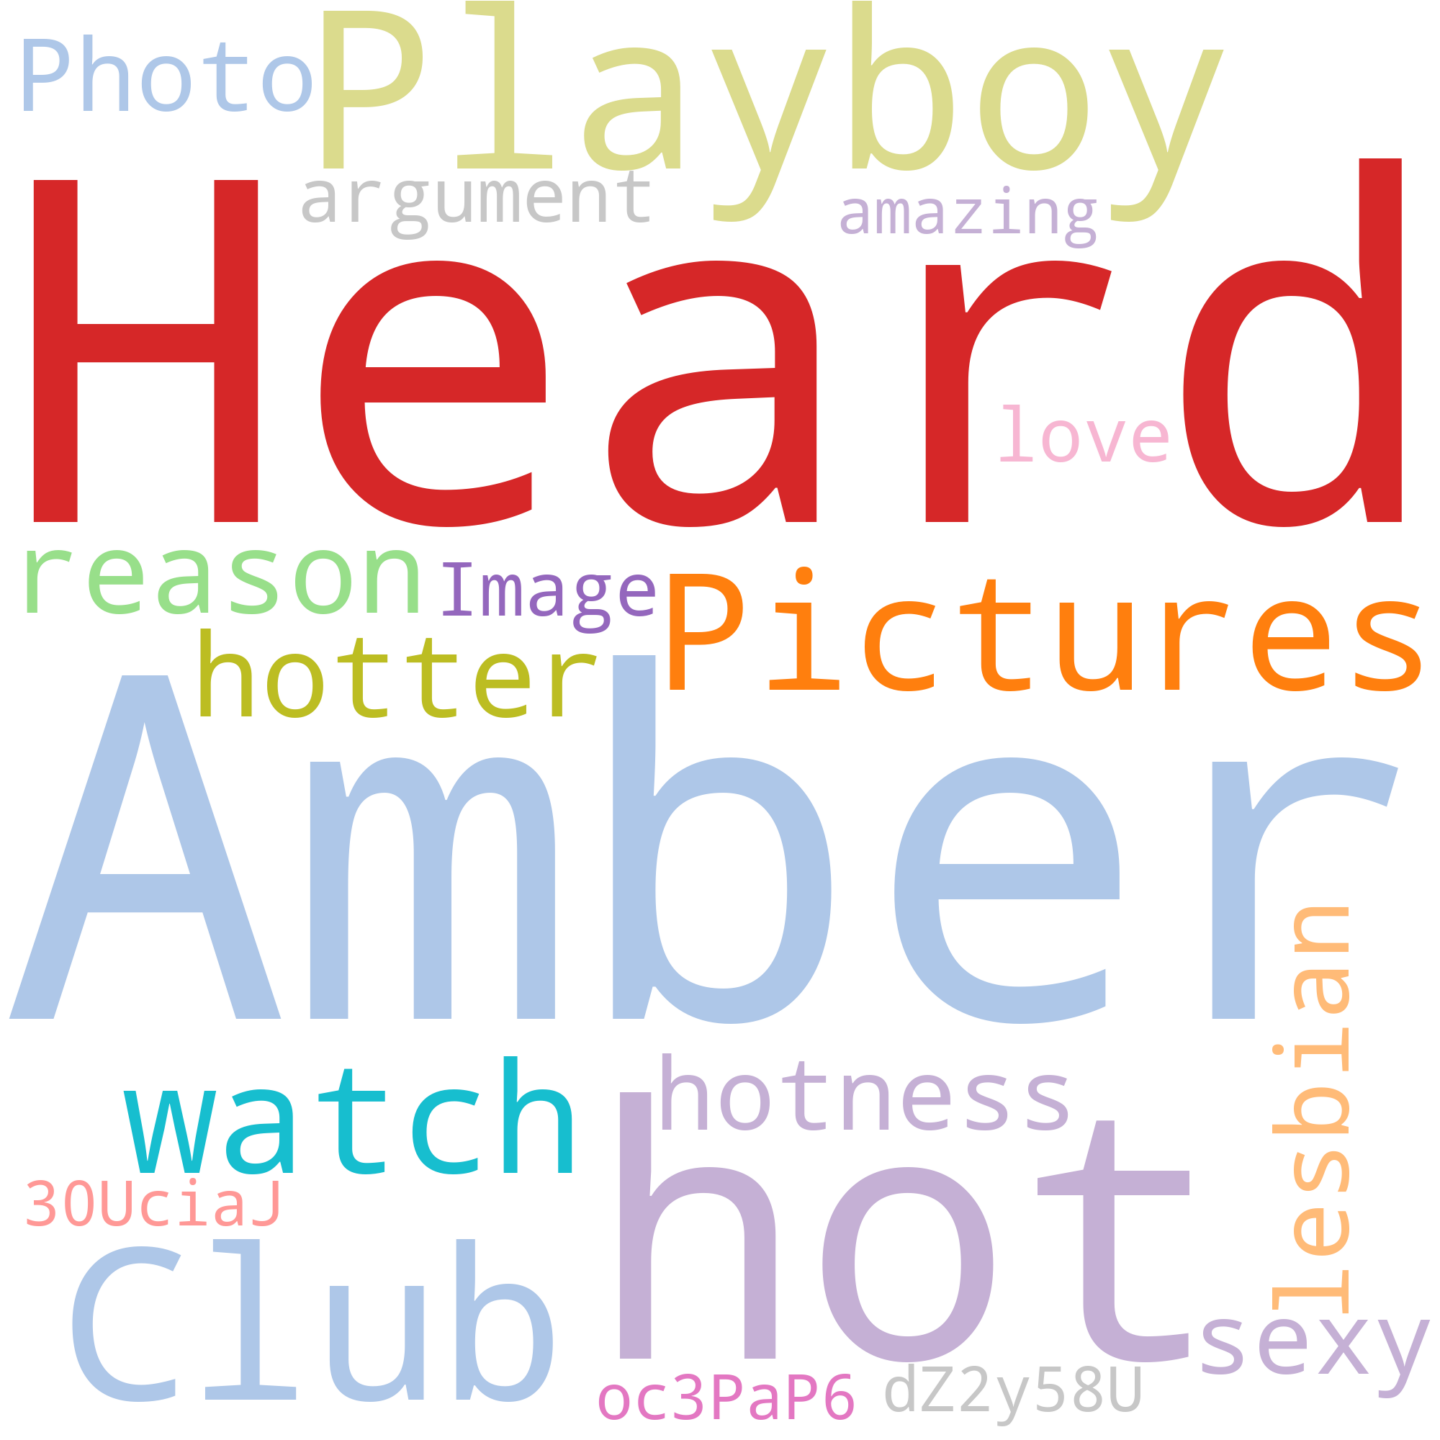 Photo
Playboy
argument
amazing
Heard
love
reason
Image
Pictures
hotter
Amber
lesbian
watch
hotness
hot
30UciaJ
Club
sexy
oc3PaP6
dZ2y58U